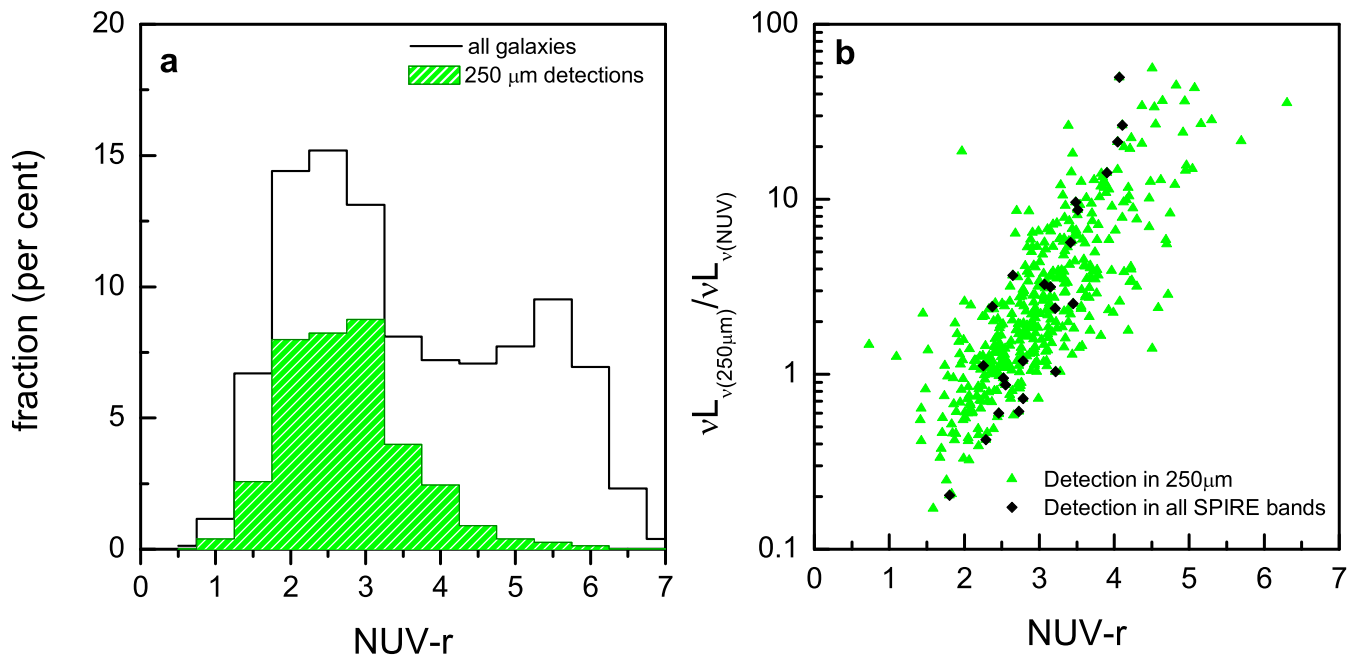 a
all galaxies
250 μm detections
20
15
10
5
0
fraction (per cent)
0 1 2 3 4 5 6 7
NUV-r
b
100
10
1
0.1
νLν(250μm)/νLν(NUV)
Detection in 250μm
Detection in all SPIRE bands
0 1 2 3 4 5 6 7
NUV-r